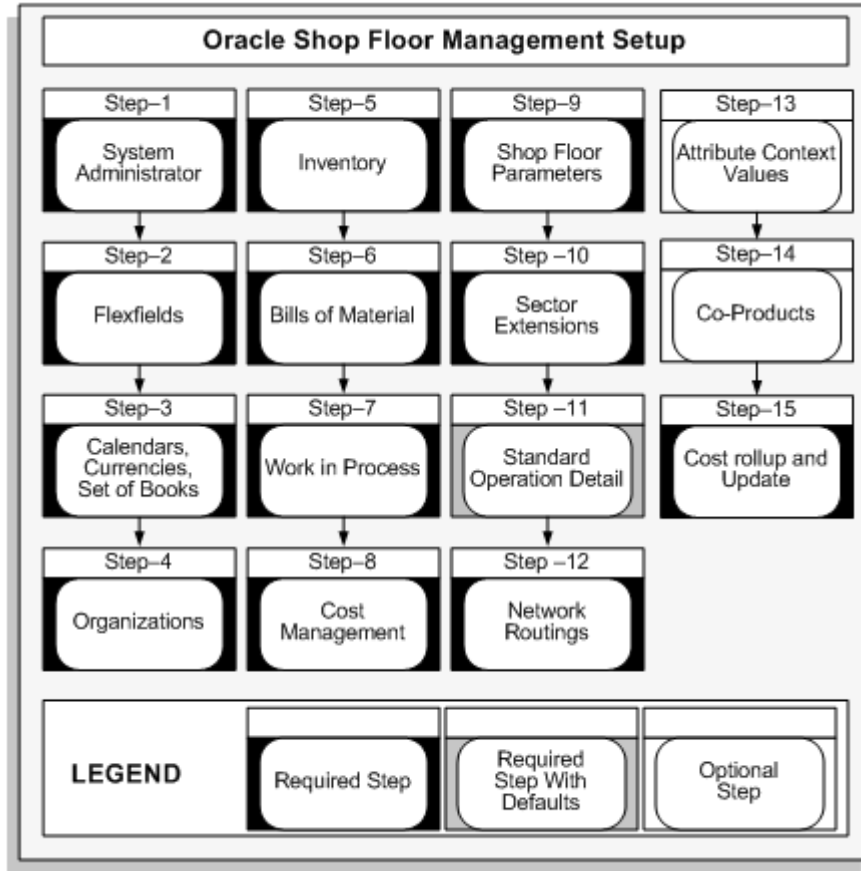 Oracle Shop Floor Management Setup
Step–1
System
Administrator
Step–2
Flexfields
Step–3
Calendars,
Currencies,
Set of Books
Step–4
Organizations
Step–5
Inventory
Step–6
Bills of Material
Step–7
Work in Process
Step–8
Cost
Management
Step–9
Shop Floor
Parameters
Step –10
Sector
Extensions
Step –11
Standard
Operation Detail
Step –12
Network
Routings
Step–13
Attribute Context
Values
Step–14
Co-Products
Step–15
Cost rollup and
Update
LEGEND
Required Step
Required
Step With
Defaults
Optional
Step